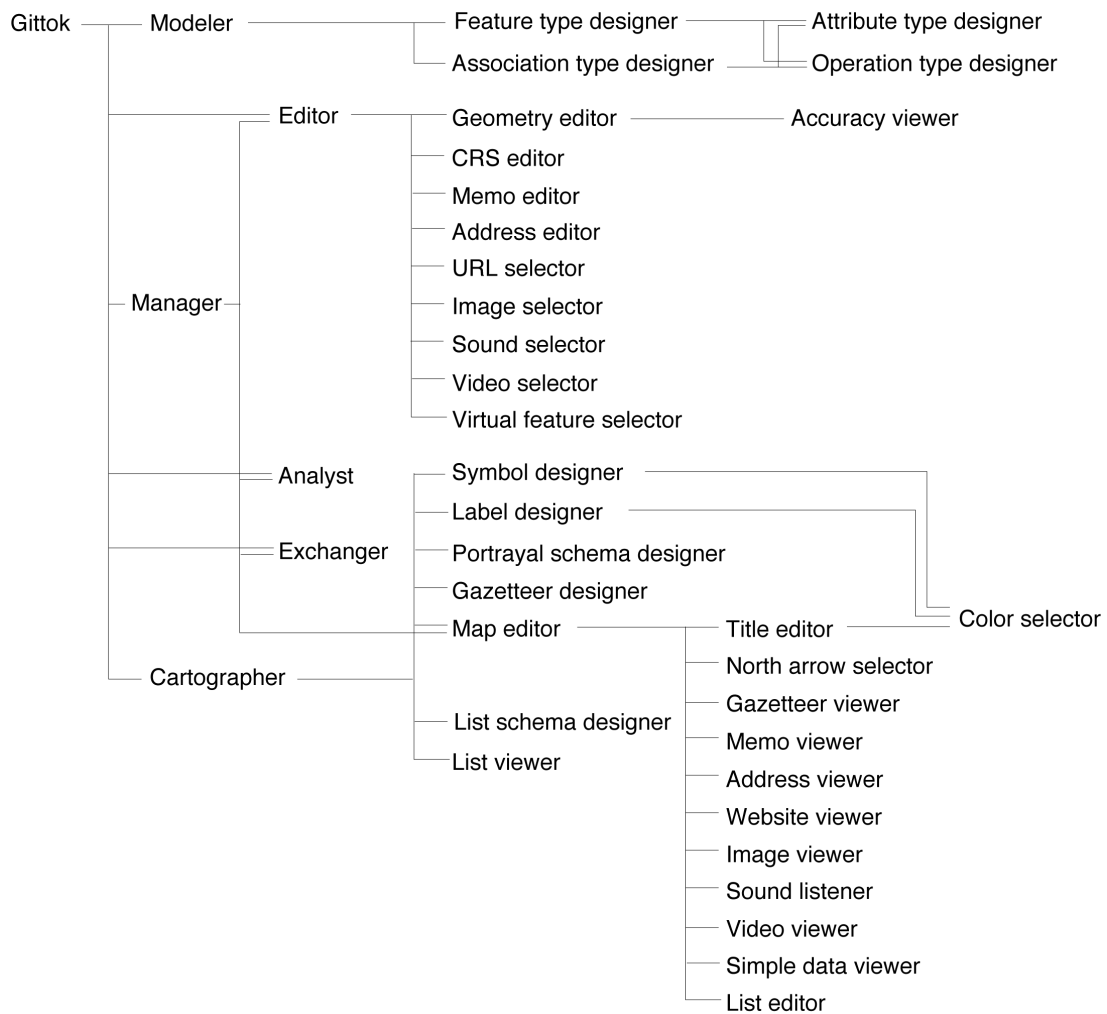 Gittok
Modeler
Feature type designer
Attribute type designer
Association type designer
Operation type designer
Editor
Geometry editor
Accuracy viewer
CRS editor
Memo editor
Address editor
URL selector
Manager
Image selector
Sound selector
Video selector
Virtual feature selector
Analyst
Symbol designer
Label designer
Exchanger
Portrayal schema designer
Gazetteer designer
Map editor
Title editor
Color selector
North arrow selector
Cartographer
Gazetteer viewer
List schema designer
Memo viewer
List viewer
Address viewer
Website viewer
Image viewer
Sound listener
Video viewer
Simple data viewer
List editor